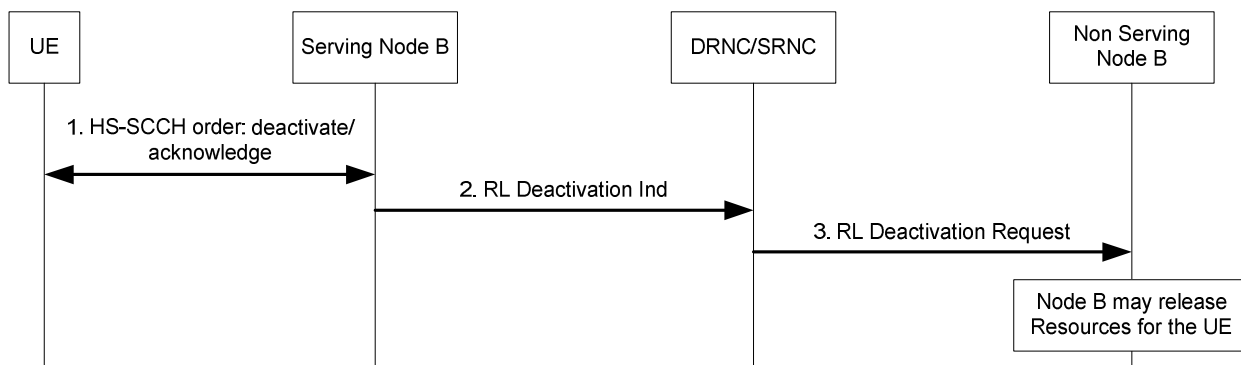 UE
Serving Node B
DRNC/SRNC
Non Serving
Node B
1. HS-SCCH order: deactivate/
acknowledge
2. RL Deactivation Ind
3. RL Deactivation Request
Node B may release
Resources for the UE